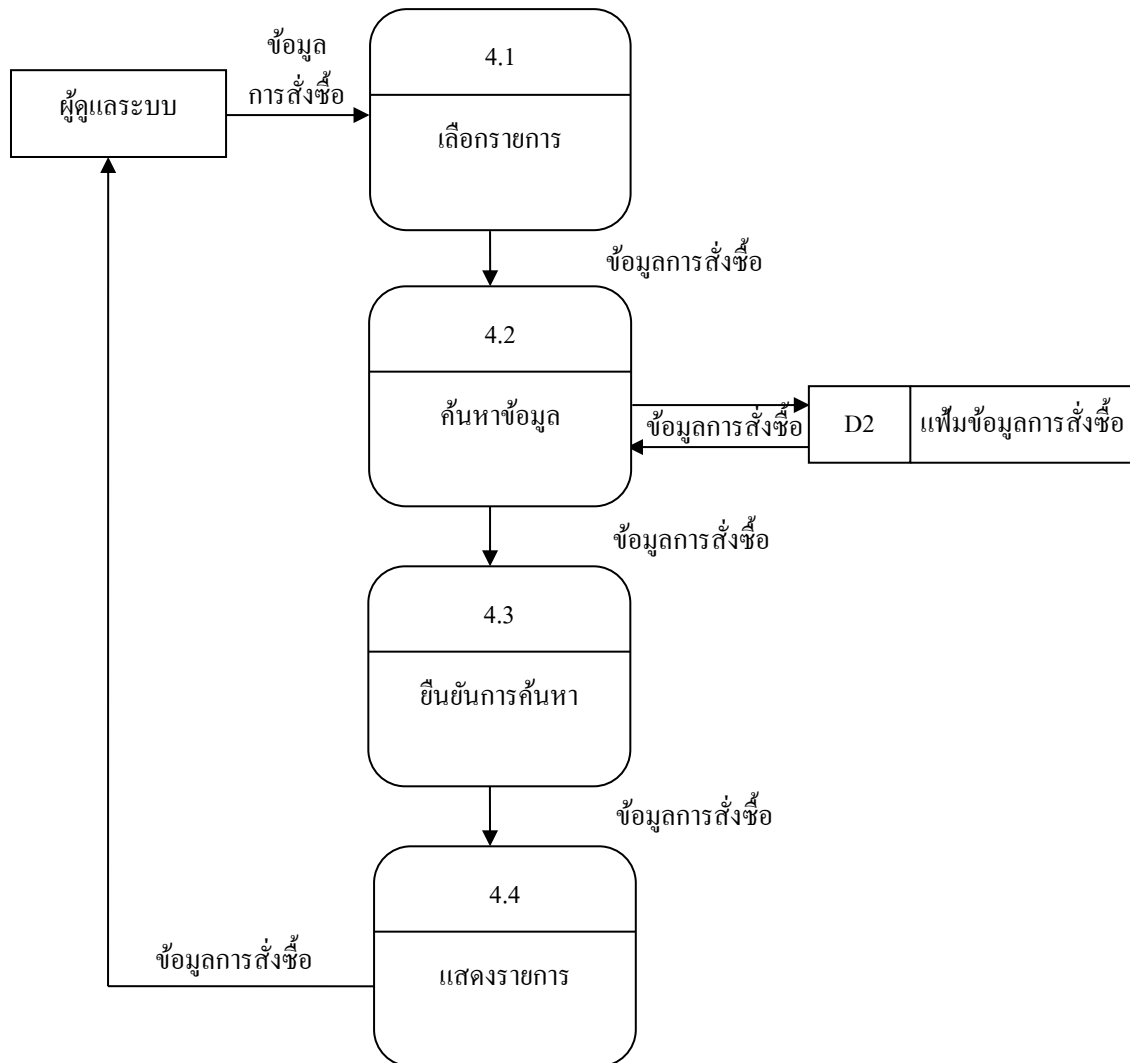 ข้อมูล
การสั่งซื้อ
ผู้ดูแลระบบ
4.1
เลือกรายการ
ข้อมูลการสั่งซื้อ
4.2
ค้นหาข้อมูล
ข้อมูลการสั่งซื้อ
D2
แฟ้มข้อมูลการสั่งซื้อ
ข้อมูลการสั่งซื้อ
4.3
ยืนยันการค้นหา
ข้อมูลการสั่งซื้อ
4.4
แสดงรายการ
ข้อมูลการสั่งซื้อ